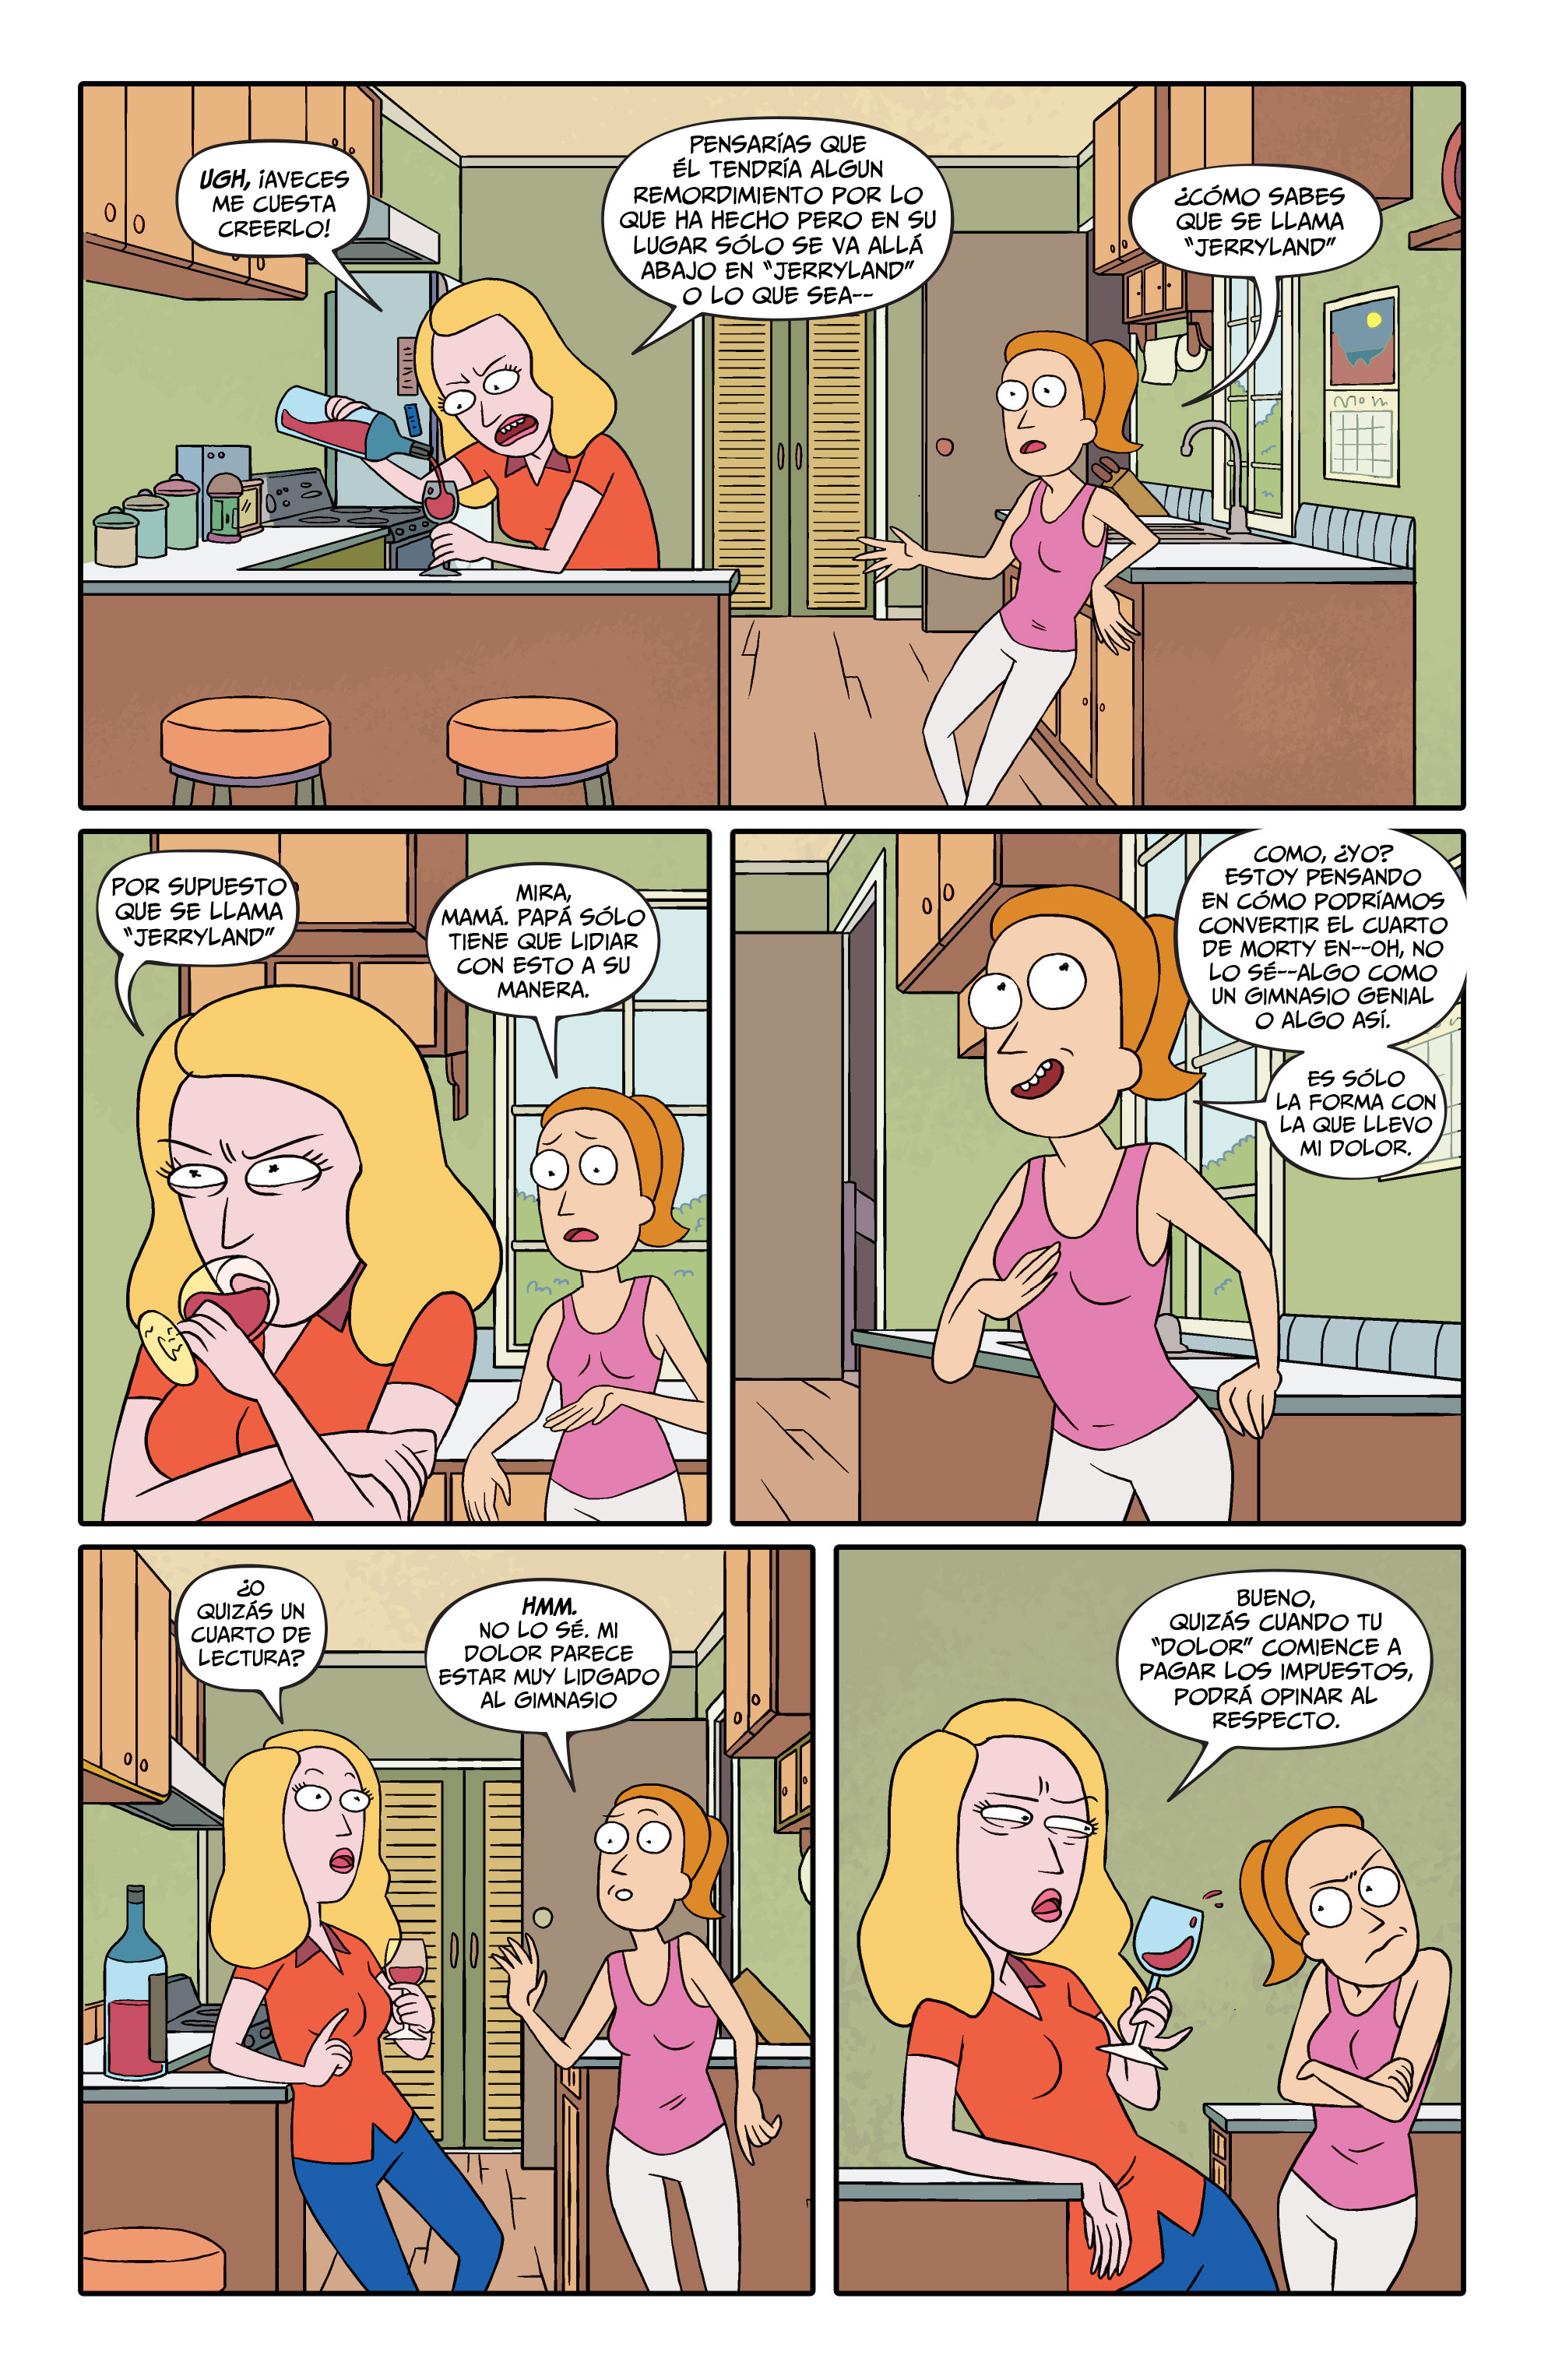 UGH, ¡AVECES
ME CUESTA
CREERLO!
PENSARÍAS QUE
ÉL TENDRÍA ALGUN
REMORDIMIENTO POR LO
QUE HA HECHO PERO EN SU
LUGAR SÓLO SE VA ALLÁ
ABAJO EN "JERRYLAND"
O LO QUE SEA--
¿CÓMO SABES
QUE SE LLAMA
"JERRYLAND"
MOM
POR SUPUESTO
QUE SE LLAMA
"JERRYLAND"
MIRA,
MAMÁ. PAPÁ SÓLO
TIENE QUE LIDIAR
CON ESTO A SU
MANERA.
COMO, ¿YO?
ESTOY PENSANDO
EN CÓMO PODRÍAMOS
CONVERTIR EL CUARTO
DE MORTY EN--OH, NO
LO SÉ--ALGO COMO
UN GIMNASIO GENIAL
O ALGO ASÍ.
ES SÓLO
LA FORMA CON
LA QUE LLEVO
MI DOLOR.
¿O
QUIZÁS UN
CUARTO DE
LECTURA?
HMM.
NO LO SÉ. MI
DOLOR PARECE
ESTAR MUY LIDGADO
AL GIMNASIO
BUENO,
QUIZÁS CUANDO TU
"DOLOR" COMIENCE A
PAGAR LOS IMPUESTOS,
PODRÁ OPINAR AL
RESPECTO.